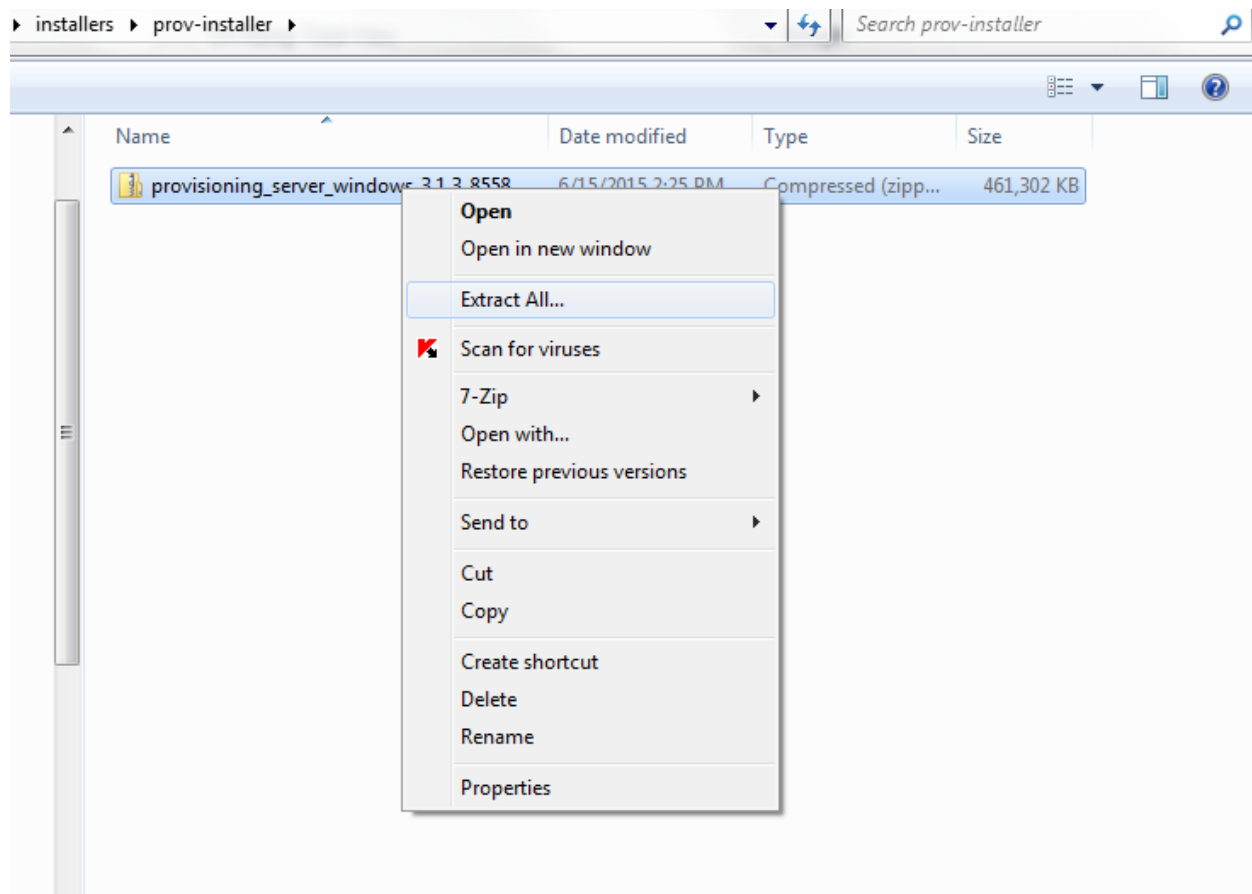 installers ▸ prov-installer ▸ Search prov-installer
Name Date modified Type Size
provisioning_server_windows_3.1.3_8558 6/15/2015 2:25 PM Compressed (zipp... 461,302 KB
Open
Open in new window
Extract All...
Scan for viruses
7-Zip
Open with...
Restore previous versions
Send to
Cut
Copy
Create shortcut
Delete
Rename
Properties